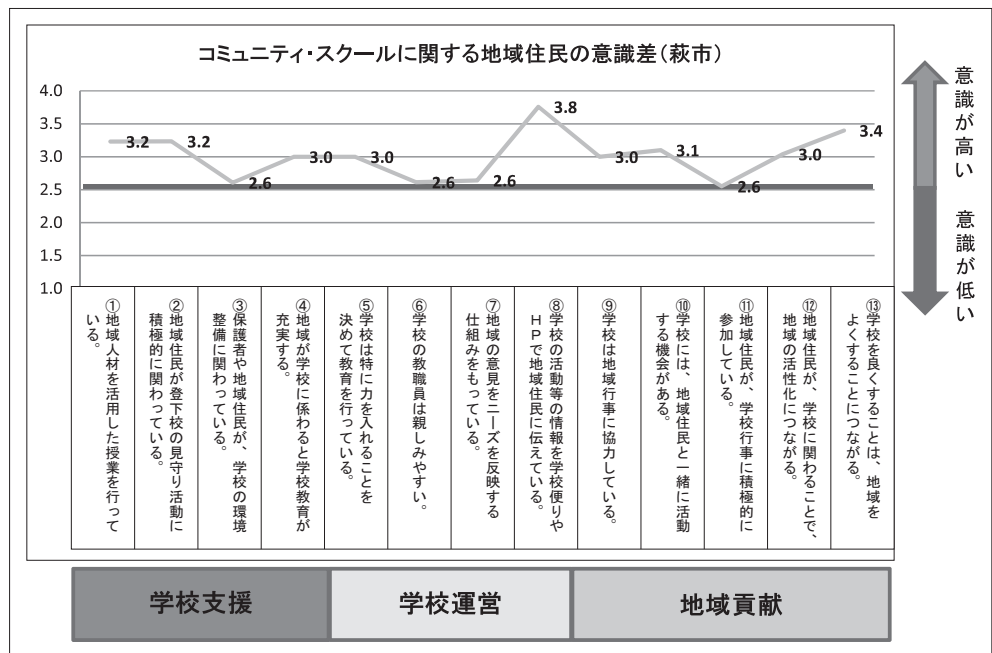 コミュニティ・スクールに関する地域住民の意識差（萩市）
4.0
3.5
3.0
2.5
2.0
1.5
1.0
3.2
3.2
2.6
3.0
3.0
2.6
2.6
3.8
3.0
3.1
2.6
3.0
3.4
意識が高い
意識が低い
①地域人材を活用した授業を行って
いる。
②地域住民が登下校の見守り活動に
積極的に関わっている。
③保護者や地域住民が、学校の環境
整備に関わっている。
④地域が学校に係わると学校教育が
充実する。
⑤学校は特に力を入れることを
決めて教育を行っている。
⑥学校の教職員は親しみやすい。
⑦地域の意見をニーズを反映する
仕組みをもっている。
⑧学校の活動等の情報を学校便りや
ＨＰで地域住民に伝えている。
⑨学校は地域行事に協力している。
⑩学校には、地域住民と一緒に活動
する機会がある。
⑪地域住民が、学校行事に積極的に
参加している。
⑫地域住民が、学校に関わることで、
地域の活性化につながる。
⑬学校を良くすることは、地域を
よくすることにつながる。
学校支援
学校運営
地域貢献